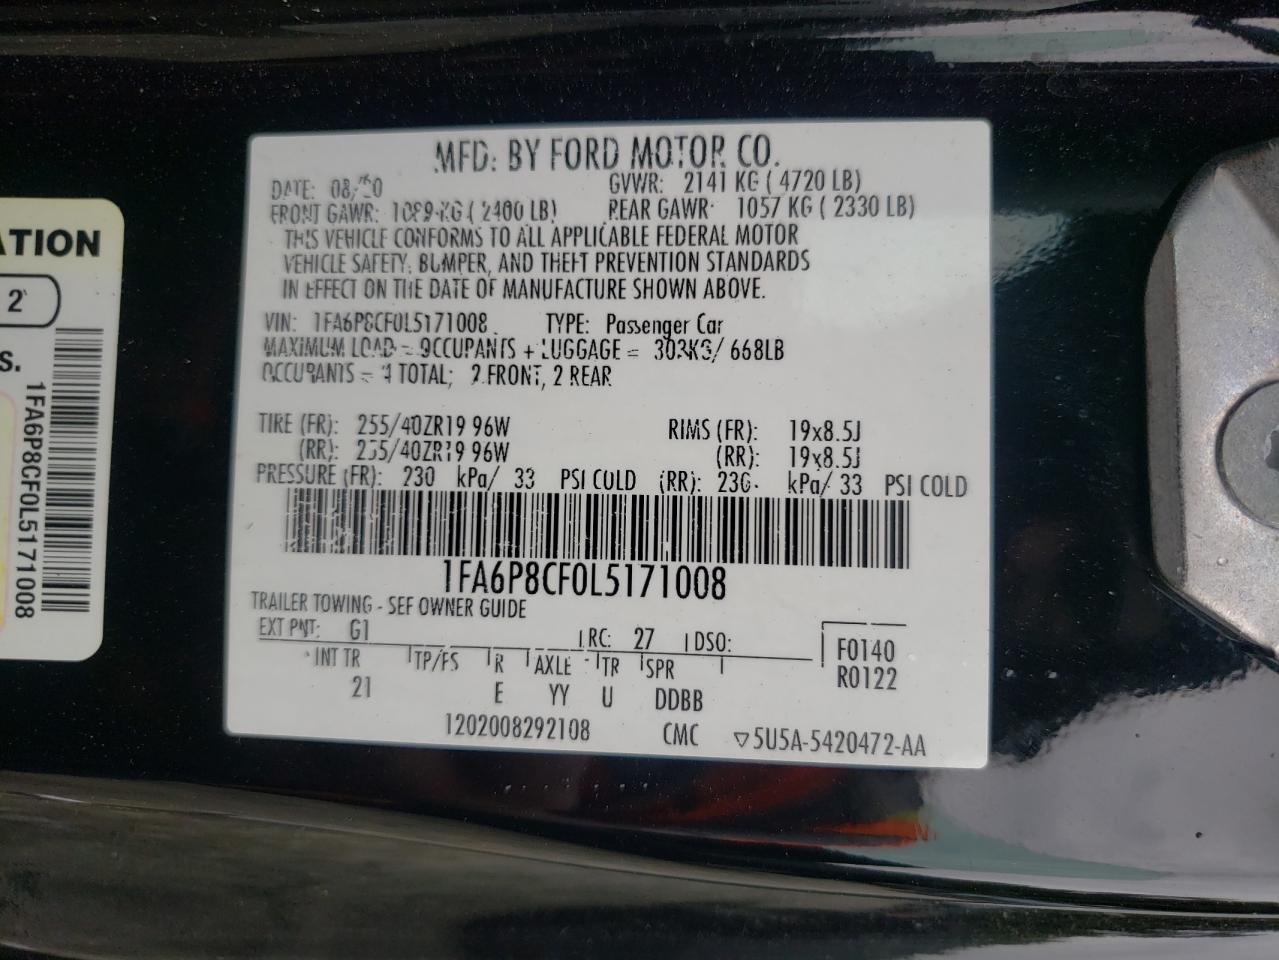 MFD. BY FORD MOTOR CO.
DATE: 08/20 GVWR: 2141 KG ( 4720 LB)
FRONT GAWR: 1089 KG ( 2400 LB) REAR GAWR: 1057 KG ( 2330 LB)
THIS VEHICLE CONFORMS TO ALL APPLICABLE FEDERAL MOTOR
VEHICLE SAFETY, BUMPER, AND THEFT PREVENTION STANDARDS
IN EFFECT ON THE DATE OF MANUFACTURE SHOWN ABOVE.
VIN: 1FA6P8CF0L5171008 TYPE: Passenger Car
MAXIMUM LOAD = OCCUPANTS + LUGGAGE = 303KG/ 668LB
OCCUPANTS = 4 TOTAL; 2 FRONT, 2 REAR
TIRE (FR): 255/40ZR19 96W RIMS (FR): 19x8.5J
(RR): 255/40ZR19 96W (RR): 19x8.5J
PRESSURE (FR): 230 kPa/ 33 PSI COLD (RR): 230 kPa/ 33 PSI COLD
1FA6P8CF0L5171008
TRAILER TOWING - SEE OWNER GUIDE
EXT PNT: G1 RC: 27 DSO: F0140
INT TR TP/PS R AXLE TR SPR R0122
21 E YY U DDBB
1202008292108 CMC ▽5U5A-5420472-AA
ATION
2
S.
1FA6P8CF0L5171008